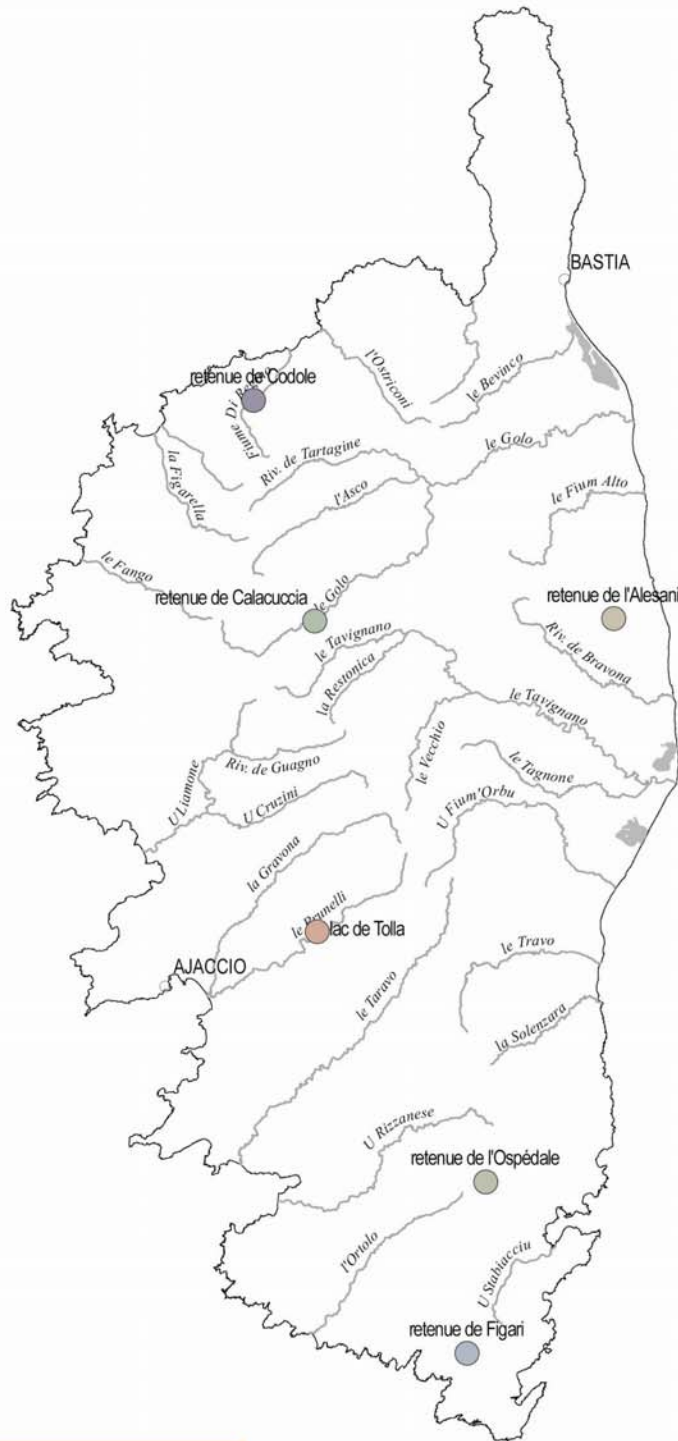 BASTIA
retenue de Codole
l'Ostriconi
le Bevinco
le Golo
Riv. de Tartagine
la Figarella
l'Asco
le Fium Alto
le Fango
retenue de Calacuccia
le Golo
retenue de l'Alesani
le Tavignano
Riv. de Bravona
la Restonica
le Tavignano
le Vecchio
Riv. de Guagno
le Tagnone
U Liamone
U Cruzini
U Fium'Orbu
la Gravona
le Prunelli
lac de Tolla
le Travo
AJACCIO
le Taravo
la Solenzara
U Rizzanese
retenue de l'Ospédale
l'Ortolo
U Stabiacciu
retenue de Figari